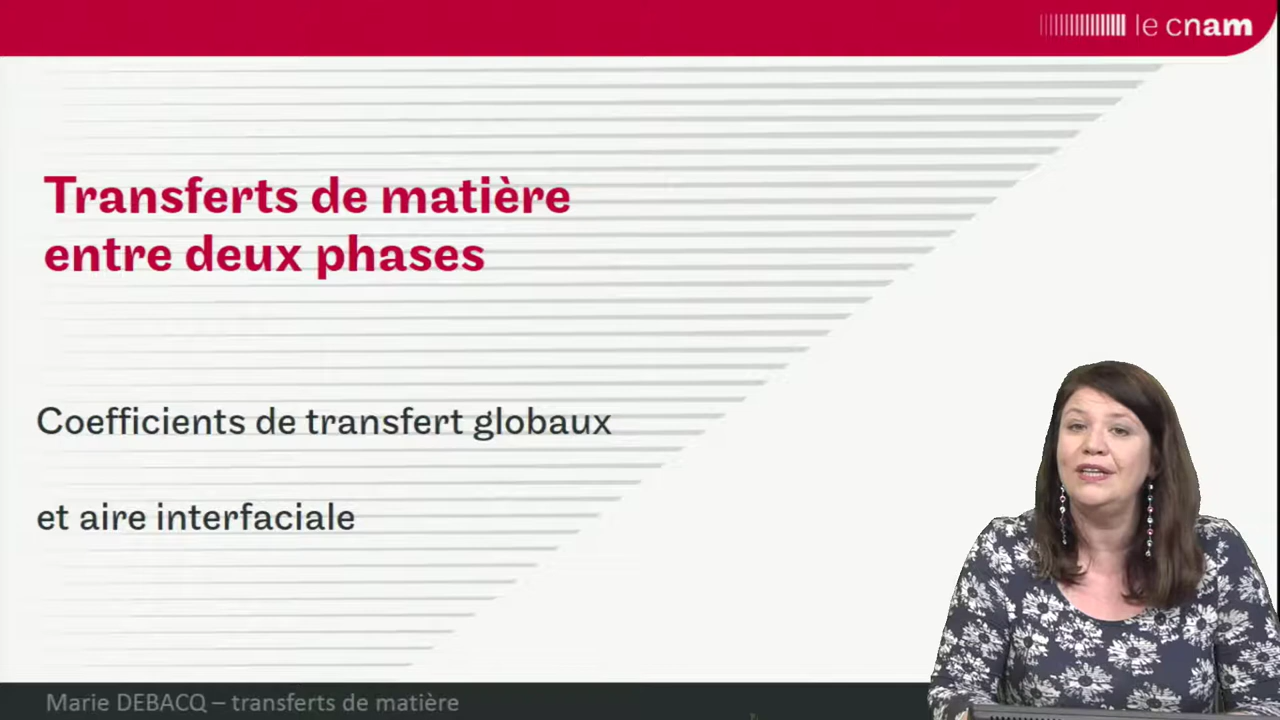 le cnam
Transferts de matière
entre deux phases
Coefficients de transfert globaux
et aire interfaciale
Marie DEBACQ – transferts de matière